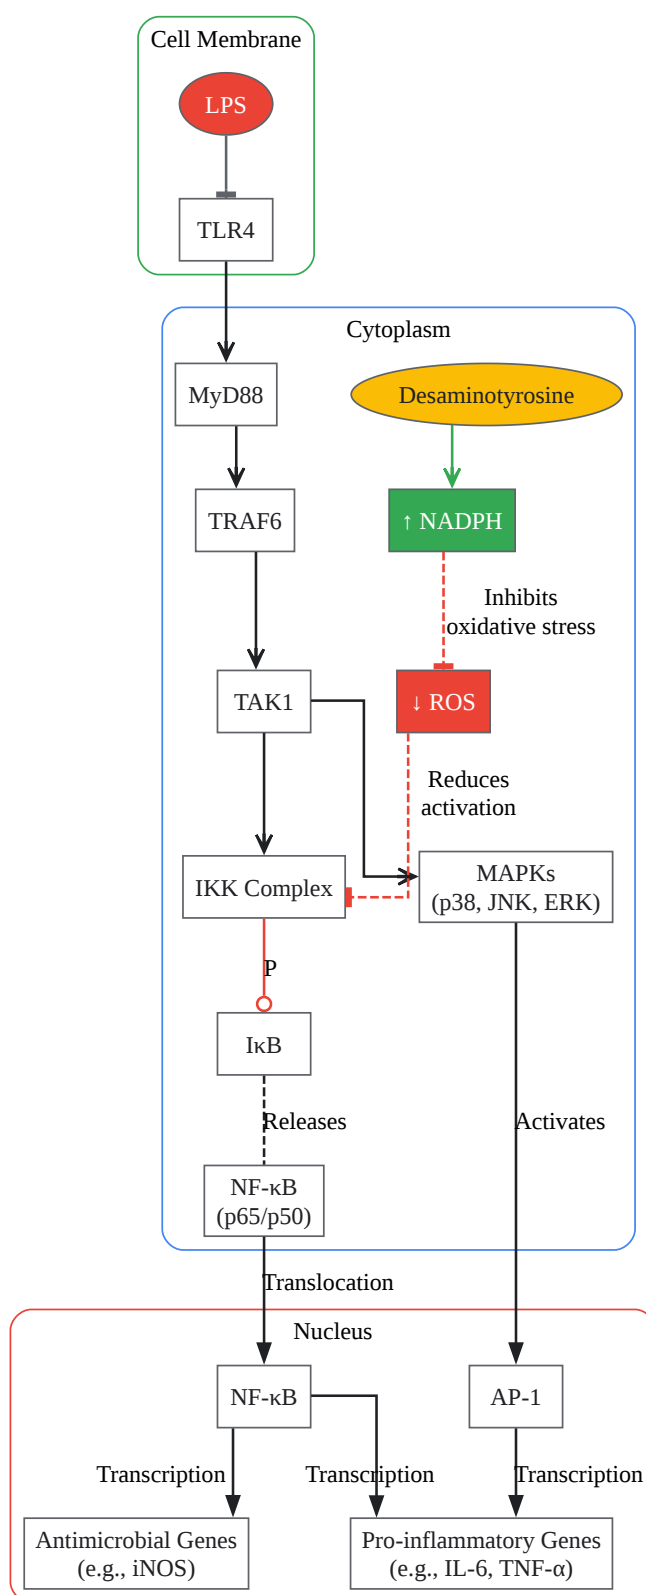 Cell Membrane
LPS
TLR4
Cytoplasm
MyD88
Desaminotyrosine
TRAF6
↑ NADPH
Inhibits
oxidative stress
TAK1
↓ ROS
Reduces
activation
IKK Complex
MAPKs
(p38, JNK, ERK)
P
IκB
Releases
Activates
NF-κB
(p65/p50)
Translocation
Nucleus
NF-κB
AP-1
Transcription
Transcription
Transcription
Antimicrobial Genes
(e.g., iNOS)
Pro-inflammatory Genes
(e.g., IL-6, TNF-α)